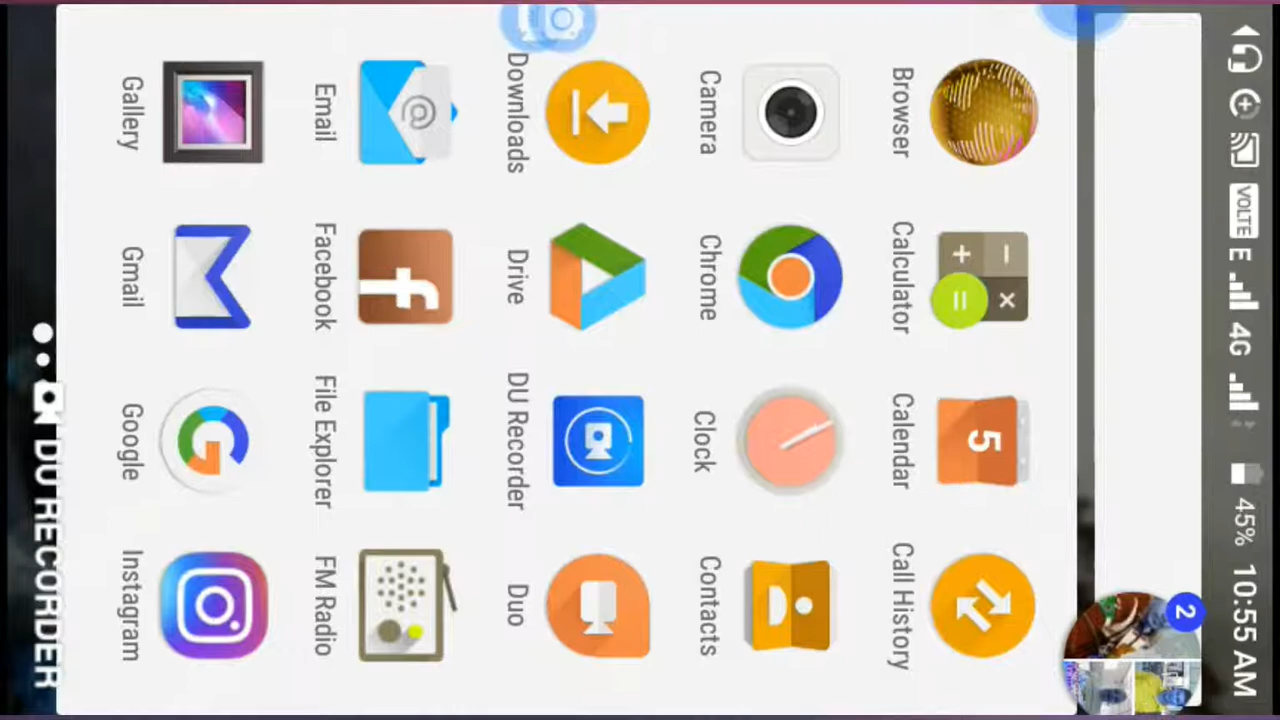 VOLTE E 4G 45% 10:55 AM
2
Browser Calculator Calendar Call History
5
Camera Chrome Clock Contacts
Downloads Drive DU Recorder Duo
Email Facebook File Explorer FM Radio
Gallery Gmail Google Instagram
DU RECORDER